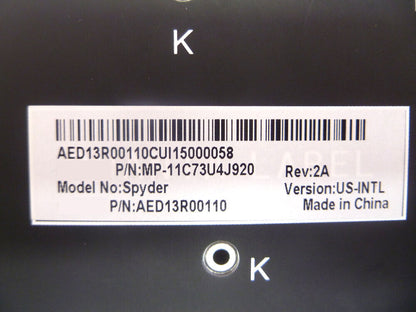 K
AED13R00110CUI15000058
P/N:MP-11C73U4J920 Rev:2A
Model No:Spyder Version:US-INTL
P/N:AED13R00110 Made in China
K